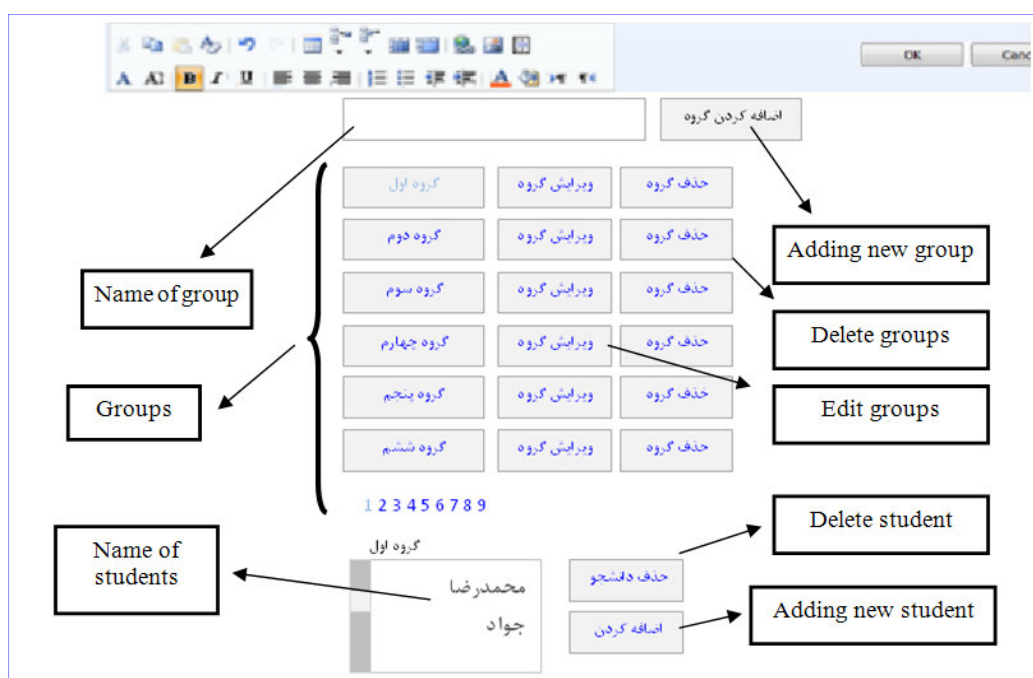 OK
Canc
اضافه کردن گروه
گروه اول ویرایش گروه حذف گروه
گروه دوم ویرایش گروه حذف گروه
گروه سوم ویرایش گروه حذف گروه
گروه چهارم ویرایش گروه حذف گروه
گروه پنجم ویرایش گروه حذف گروه
گروه ششم ویرایش گروه حذف گروه
1 2 3 4 5 6 7 8 9
گروه اول
محمدرضا
جواد
حذف دانشجو
اضافه کردن
Name of group
Groups
Name of
students
Adding new group
Delete groups
Edit groups
Delete student
Adding new student